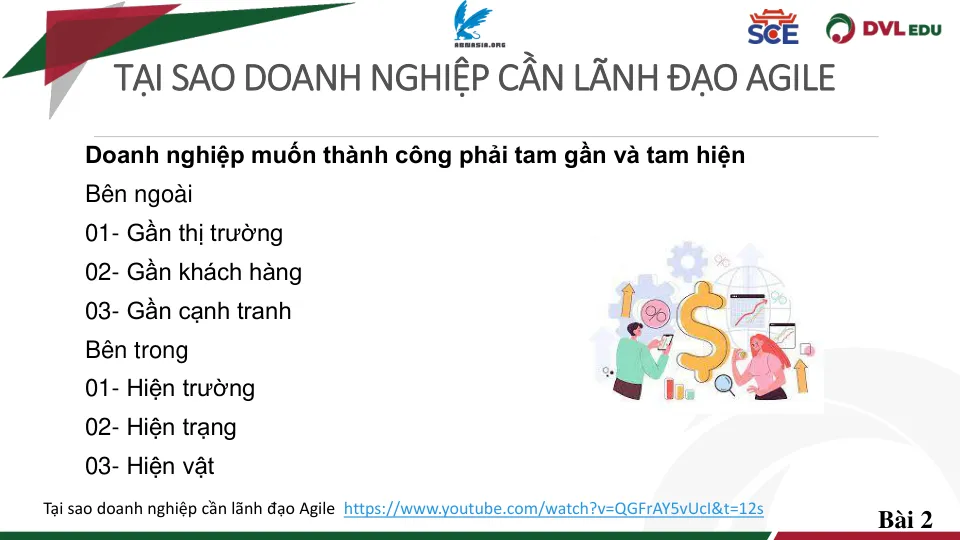 ARMASIA.ORG
SCE
DVL EDU
TẠI SAO DOANH NGHIỆP CẦN LÃNH ĐẠO AGILE
Doanh nghiệp muốn thành công phải tam gần và tam hiện
Bên ngoài
01- Gần thị trường
02- Gần khách hàng
03- Gần cạnh tranh
Bên trong
01- Hiện trường
02- Hiện trạng
03- Hiện vật
Tại sao doanh nghiệp cần lãnh đạo Agile https://www.youtube.com/watch?v=QGFrAY5vUcI&t=12s
Bài 2